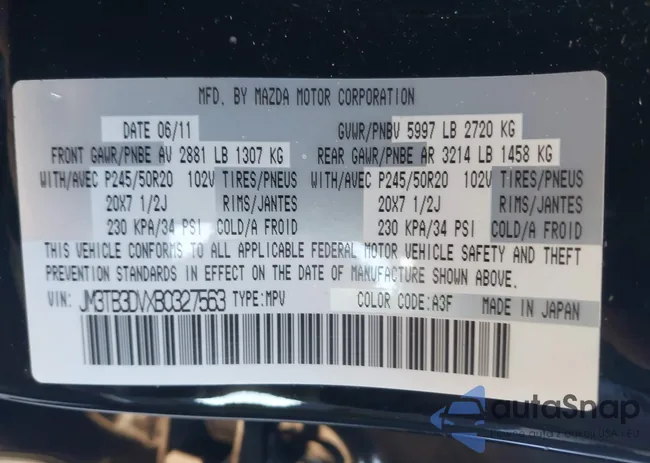 MFD. BY MAZDA MOTOR CORPORATION
DATE 06/11 GVWR/PNBV 5997 LB 2720 KG
FRONT GAWR/PNBE AV 2881 LB 1307 KG REAR GAWR/PNBE AR 3214 LB 1458 KG
WITH/AVEC P245/50R20 102V TIRES/PNEUS WITH/AVEC P245/50R20 102V TIRES/PNEUS
20X7 1/2J RIMS/JANTES 20X7 1/2J RIMS/JANTES
230 KPA/34 PSI COLD/A FROID 230 KPA/34 PSI COLD/A FROID
THIS VEHICLE CONFORMS TO ALL APPLICABLE FEDERAL MOTOR VEHICLE SAFETY AND THEFT
PREVENTION STANDARDS IN EFFECT ON THE DATE OF MANUFACTURE SHOWN ABOVE.
VIN: JM3TB3DVXB0327563 TYPE:MPV COLOR CODE:A3F MADE IN JAPAN
autoSnap